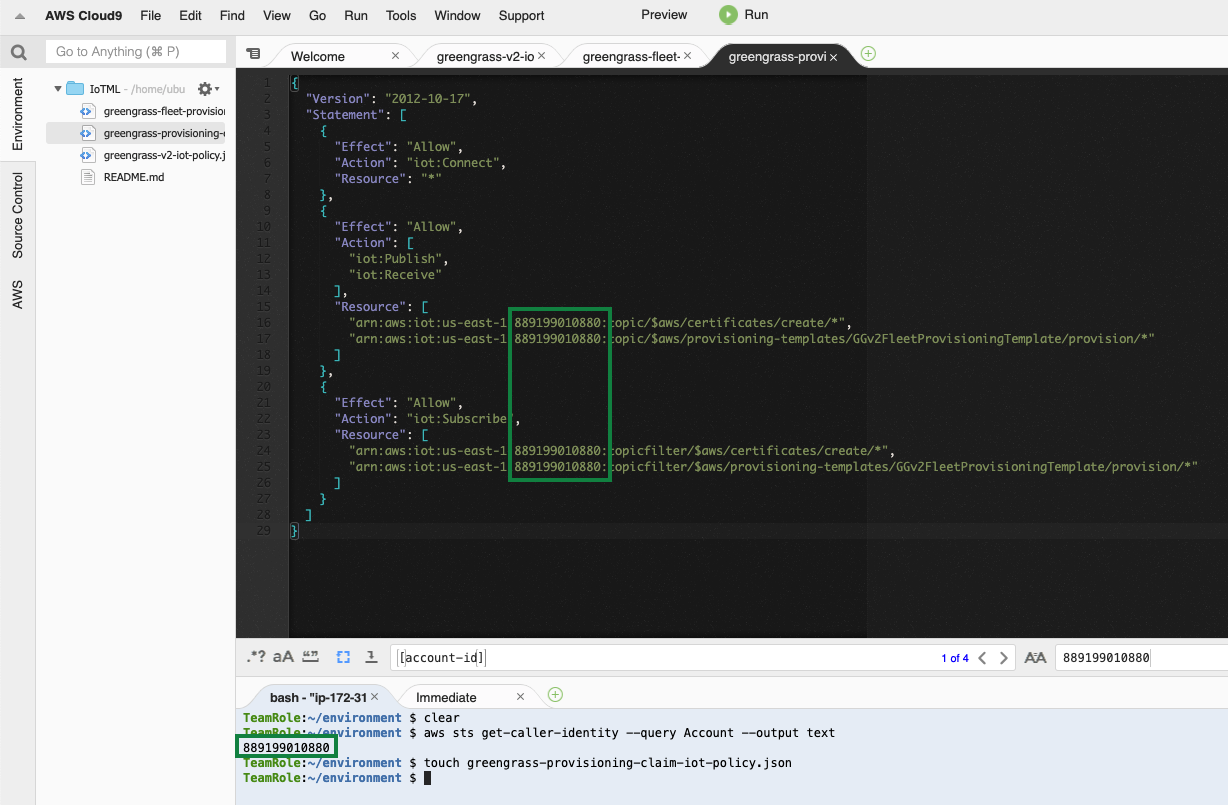 AWS Cloud9 File Edit Find View Go Run Tools Window Support Preview Run
Go to Anything (⌘ P)
Welcome
greengrass-v2-io
greengrass-fleet-
greengrass-provi
Environment
Source Control
AWS
IoTML - /home/ubu
greengrass-fleet-provision
greengrass-provisioning-c
greengrass-v2-iot-policy.j
README.md
1 {
2 "Version": "2012-10-17",
3 "Statement": [
4 {
5 "Effect": "Allow",
6 "Action": "iot:Connect",
7 "Resource": "*"
8 },
9 {
10 "Effect": "Allow",
11 "Action": [
12 "iot:Publish",
13 "iot:Receive"
14 ],
15 "Resource": [
16 "arn:aws:iot:us-east-1 889199010880:topic/$aws/certificates/create/*",
17 "arn:aws:iot:us-east-1 889199010880:topic/$aws/provisioning-templates/GGv2FleetProvisioningTemplate/provision/*"
18 ]
19 },
20 {
21 "Effect": "Allow",
22 "Action": "iot:Subscribe",
23 "Resource": [
24 "arn:aws:iot:us-east-1 889199010880:topicfilter/$aws/certificates/create/*",
25 "arn:aws:iot:us-east-1 889199010880:topicfilter/$aws/provisioning-templates/GGv2FleetProvisioningTemplate/provision/*"
26 ]
27 }
28 ]
29 }
.*? aA [account-id] 1 of 4 AA 889199010880
bash - "ip-172-31
Immediate
TeamRole:~/environment $ clear
TeamRole:~/environment $ aws sts get-caller-identity --query Account --output text
889199010880
TeamRole:~/environment $ touch greengrass-provisioning-claim-iot-policy.json
TeamRole:~/environment $